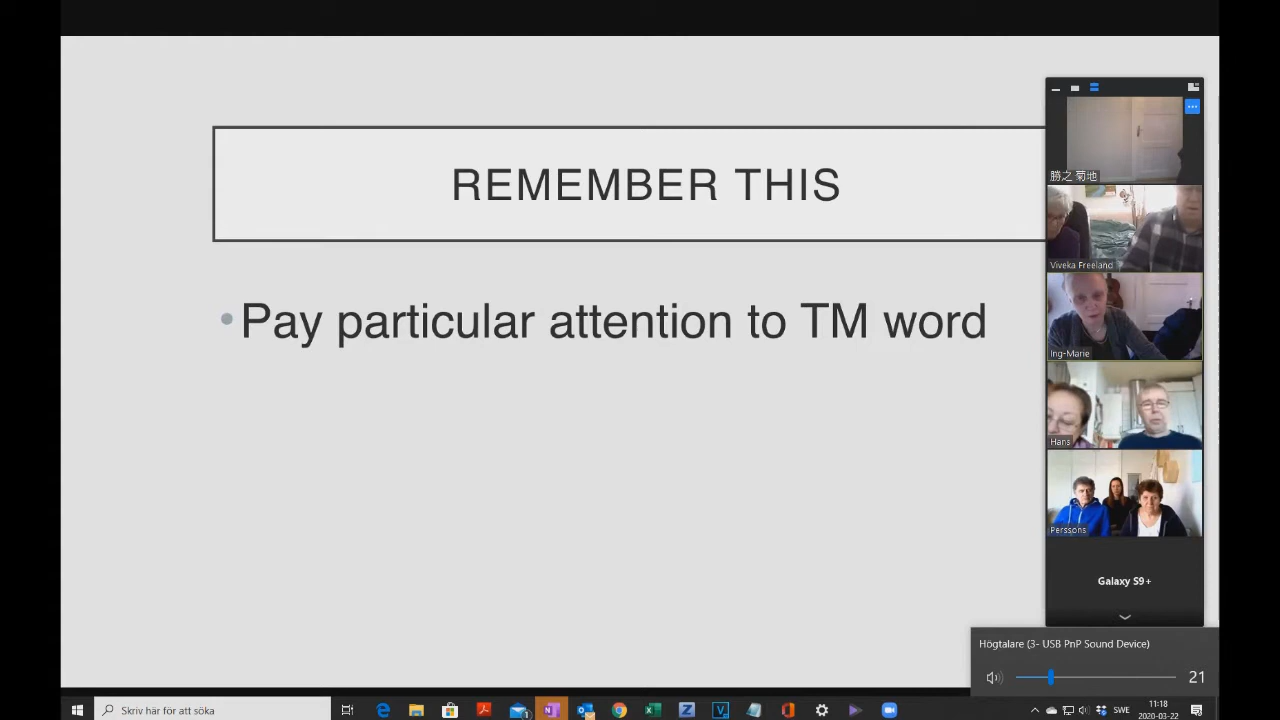 REMEMBER THIS
• Pay particular attention to TM word
勝之 菊地
Viveka Freeland
Ing-Marie
Hans
Perssons
Galaxy S9+
Högtalare (3- USB PnP Sound Device)
21
Skriv här för att söka
SWE
11:18
2020-03-22